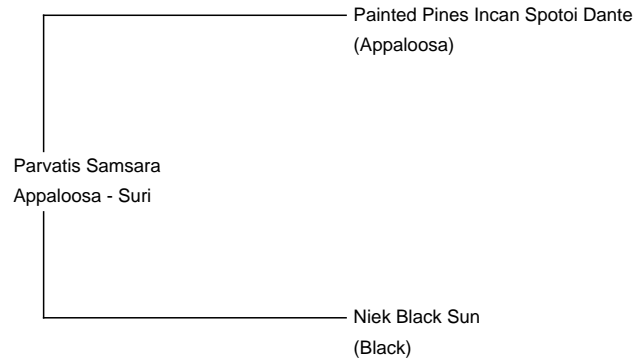 Painted Pines Incan Spotoi Dante
(Appaloosa)
Parvatis Samsara
Appaloosa - Suri
Niek Black Sun
(Black)